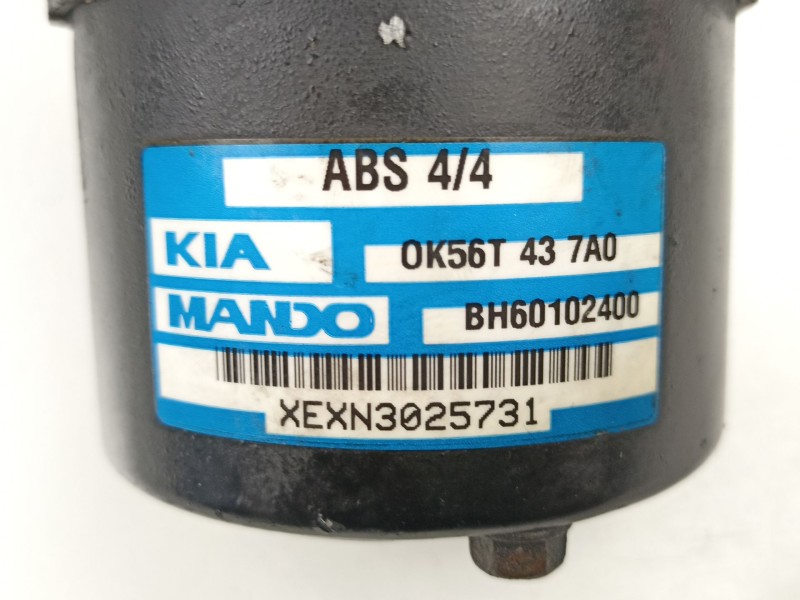 ABS 4/4
KIA OK56T 43 7A0
MANDO BH60102400
XEXN3025731